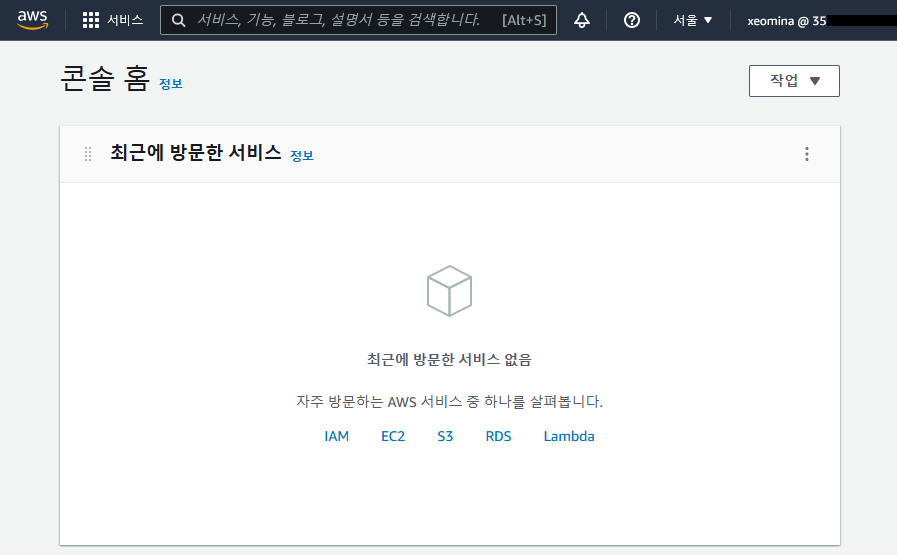 aws 서비스 서비스, 기능, 블로그, 설명서 등을 검색합니다. [Alt+S] 서울 ▼ xeomina @ 35
콘솔 홈 정보
작업 ▼
최근에 방문한 서비스 정보
최근에 방문한 서비스 없음
자주 방문하는 AWS 서비스 중 하나를 살펴봅니다.
IAM EC2 S3 RDS Lambda